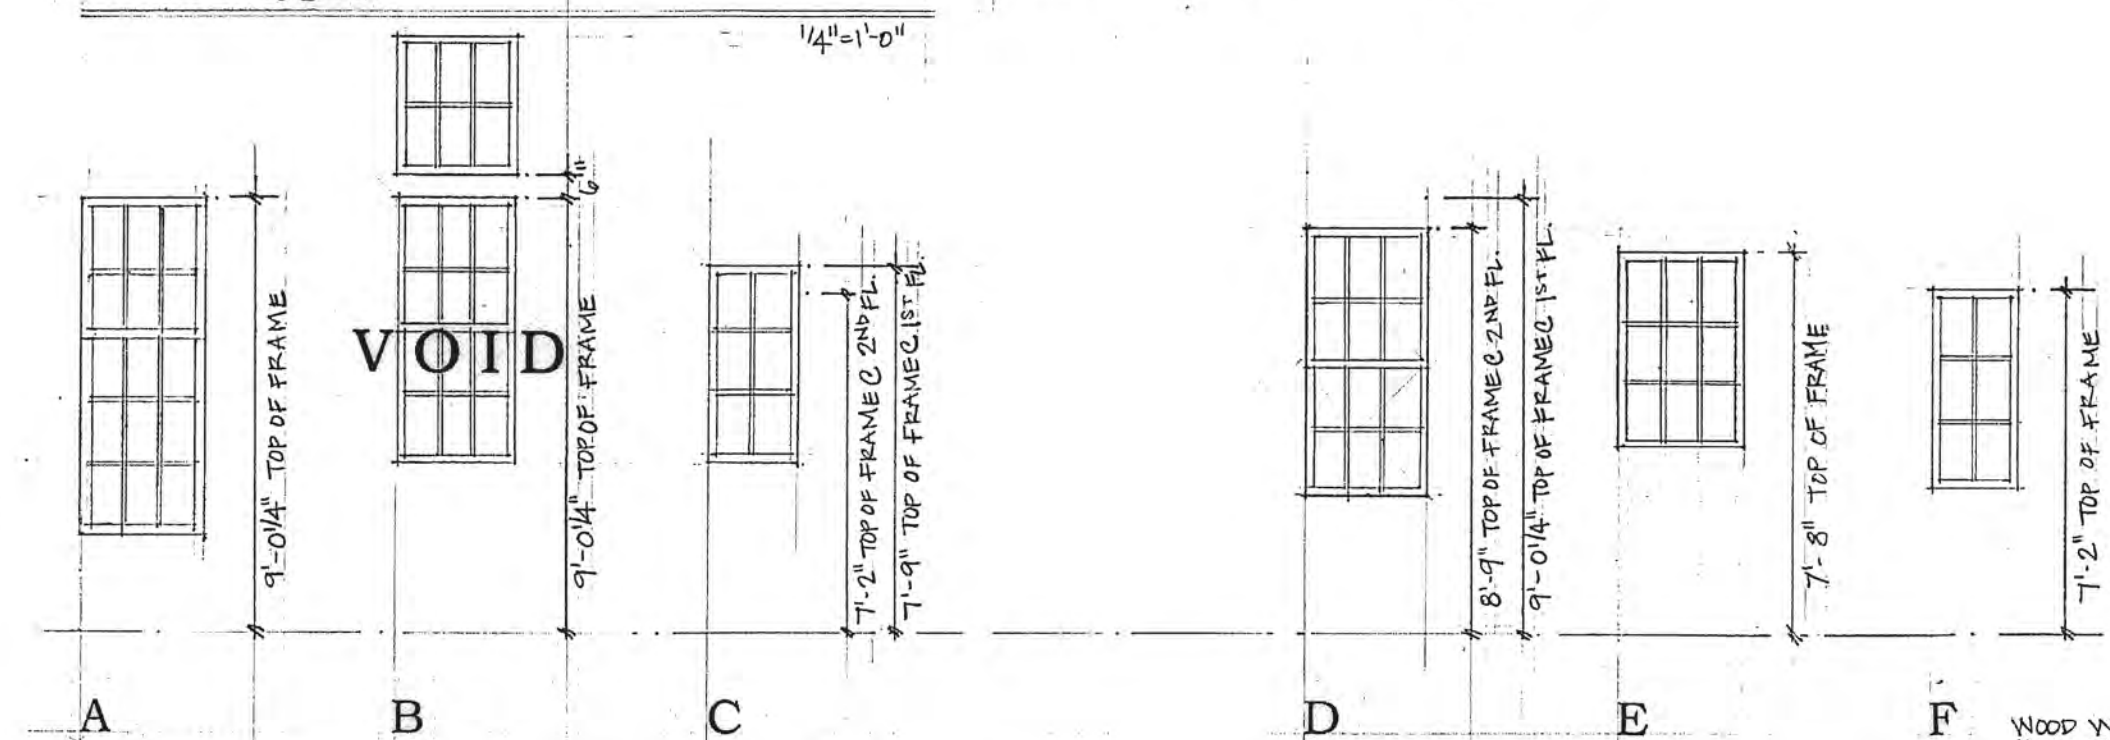 1/4"=1'-0"
9'-0 1/4" TOP OF FRAME
6"
VOID
9'-0 1/4" TOP OF FRAME
7'-2" TOP OF FRAME @ 2ND FL.
7'-9" TOP OF FRAME @ 1ST FL.
8'-9" TOP OF FRAME @ 2ND FL.
9'-0 1/4" TOP OF FRAME @ 1ST FL.
7'-8" TOP OF FRAME
7'-2" TOP OF FRAME
A B C D E F
WOOD